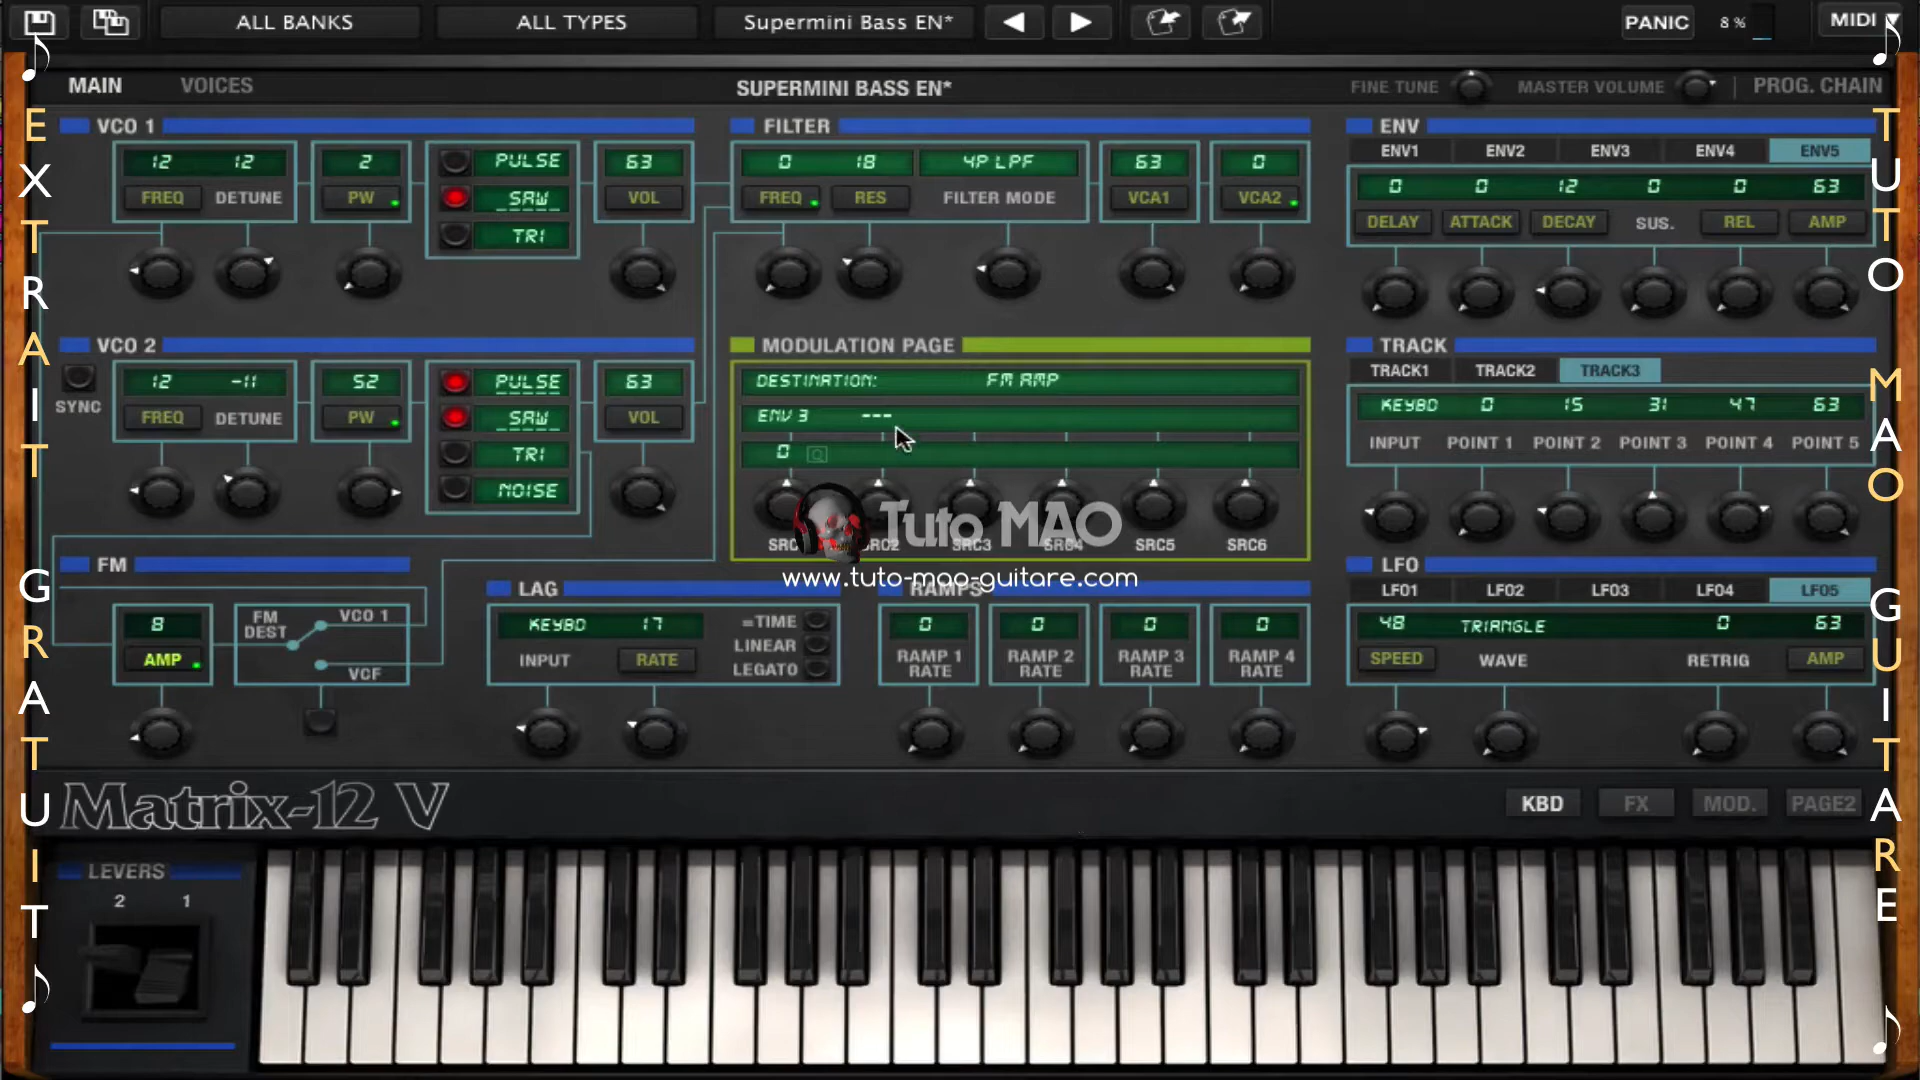 ALL BANKS
ALL TYPES
Supermini Bass EN*
PANIC
8 %
MIDI
MAIN
VOICES
SUPERMINI BASS EN*
FINE TUNE
MASTER VOLUME
PROG. CHAIN
VCO 1
12 12
FREQ DETUNE
2
PW
PULSE
SAW
TRI
63
VOL
FILTER
0 18 4P LPF
FREQ RES FILTER MODE
63
VCA1
0
VCA2
ENV
ENV1 ENV2 ENV3 ENV4 ENV5
0 0 12 0 0 63
DELAY ATTACK DECAY SUS. REL AMP
VCO 2
SYNC
12 -11
FREQ DETUNE
52
PW
PULSE
SAW
TRI
NOISE
63
VOL
MODULATION PAGE
DESTINATION: FM AMP
ENV 3 ---
0 Q
SRC2 SRC3 SRC4 SRC5 SRC6
Tuto MAO
www.tuto-mao-guitare.com
TRACK
TRACK1 TRACK2 TRACK3
KEYBD 0 15 31 47 63
INPUT POINT 1 POINT 2 POINT 3 POINT 4 POINT 5
FM
8
AMP
FM DEST
VCO 1
VCF
LAG
KEYBD 17
INPUT RATE
=TIME
LINEAR
LEGATO
RAMPS
0 0 0 0
RAMP 1 RAMP 2 RAMP 3 RAMP 4
RATE RATE RATE RATE
LFO
LFO1 LFO2 LFO3 LFO4 LFO5
48 TRIANGLE 0 63
SPEED WAVE RETRIG AMP
Matrix-12 V
KBD FX MOD. PAGE2
LEVERS
2 1
EXTRAIT GRATUIT
TUTO MAO GUITARE